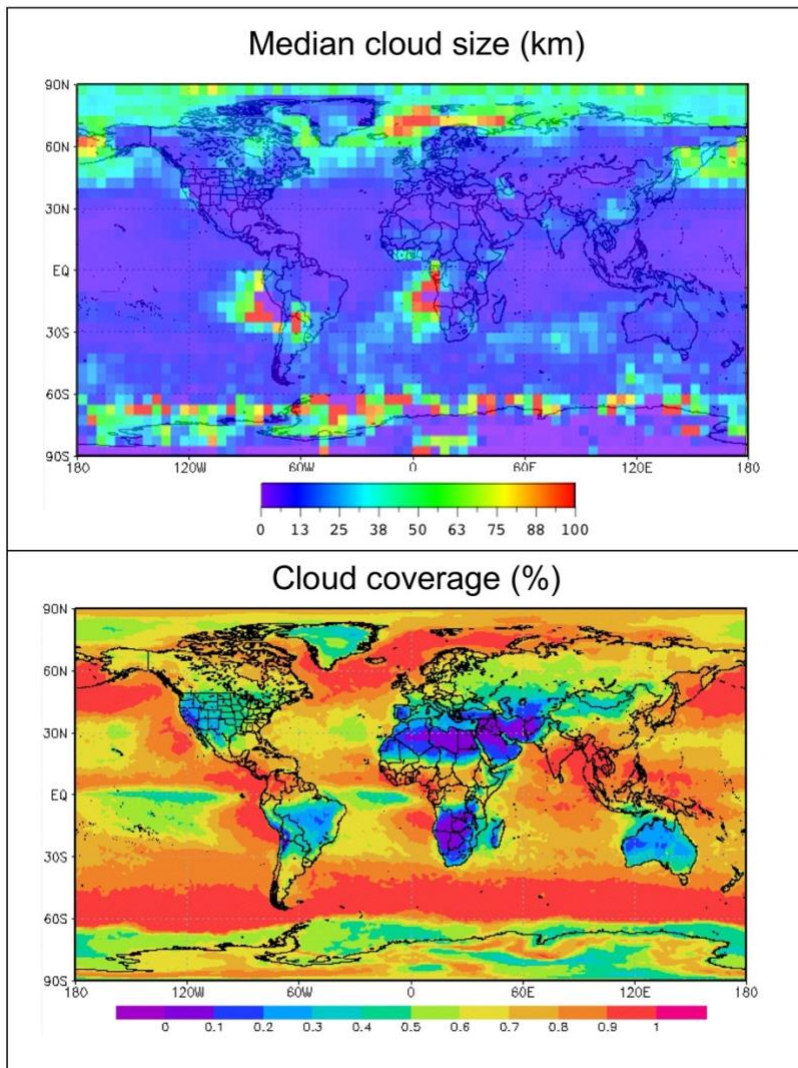 Median cloud size (km)
90N
60N
30N
EQ
30S
60S
90S
180 120W 60W 0 60E 120E 180
0 13 25 38 50 63 75 88 100
Cloud coverage (%)
90N
60N
30N
EQ
30S
60S
90S
180 120W 60W 0 60E 120E 180
0 0.1 0.2 0.3 0.4 0.5 0.6 0.7 0.8 0.9 1